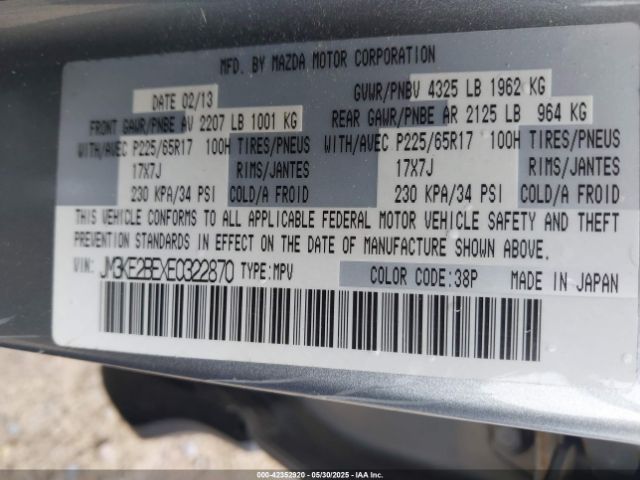 MFD. BY MAZDA MOTOR CORPORATION
DATE 02/13 GVWR/PNBV 4325 LB 1962 KG
FRONT GAWR/PNBE AV 2207 LB 1001 KG REAR GAWR/PNBE AR 2125 LB 964 KG
WITH/AVEC P225/65R17 100H TIRES/PNEUS WITH/AVEC P225/65R17 100H TIRES/PNEUS
17X7J RIMS/JANTES 17X7J RIMS/JANTES
230 KPA/34 PSI COLD/A FROID 230 KPA/34 PSI COLD/A FROID
THIS VEHICLE CONFORMS TO ALL APPLICABLE FEDERAL MOTOR VEHICLE SAFETY AND THEFT
PREVENTION STANDARDS IN EFFECT ON THE DATE OF MANUFACTURE SHOWN ABOVE.
VIN: JM3KE2BEXE0322870 TYPE:MPV COLOR CODE:38P MADE IN JAPAN
000-42352920 - 05/30/2025 - IAA Inc.